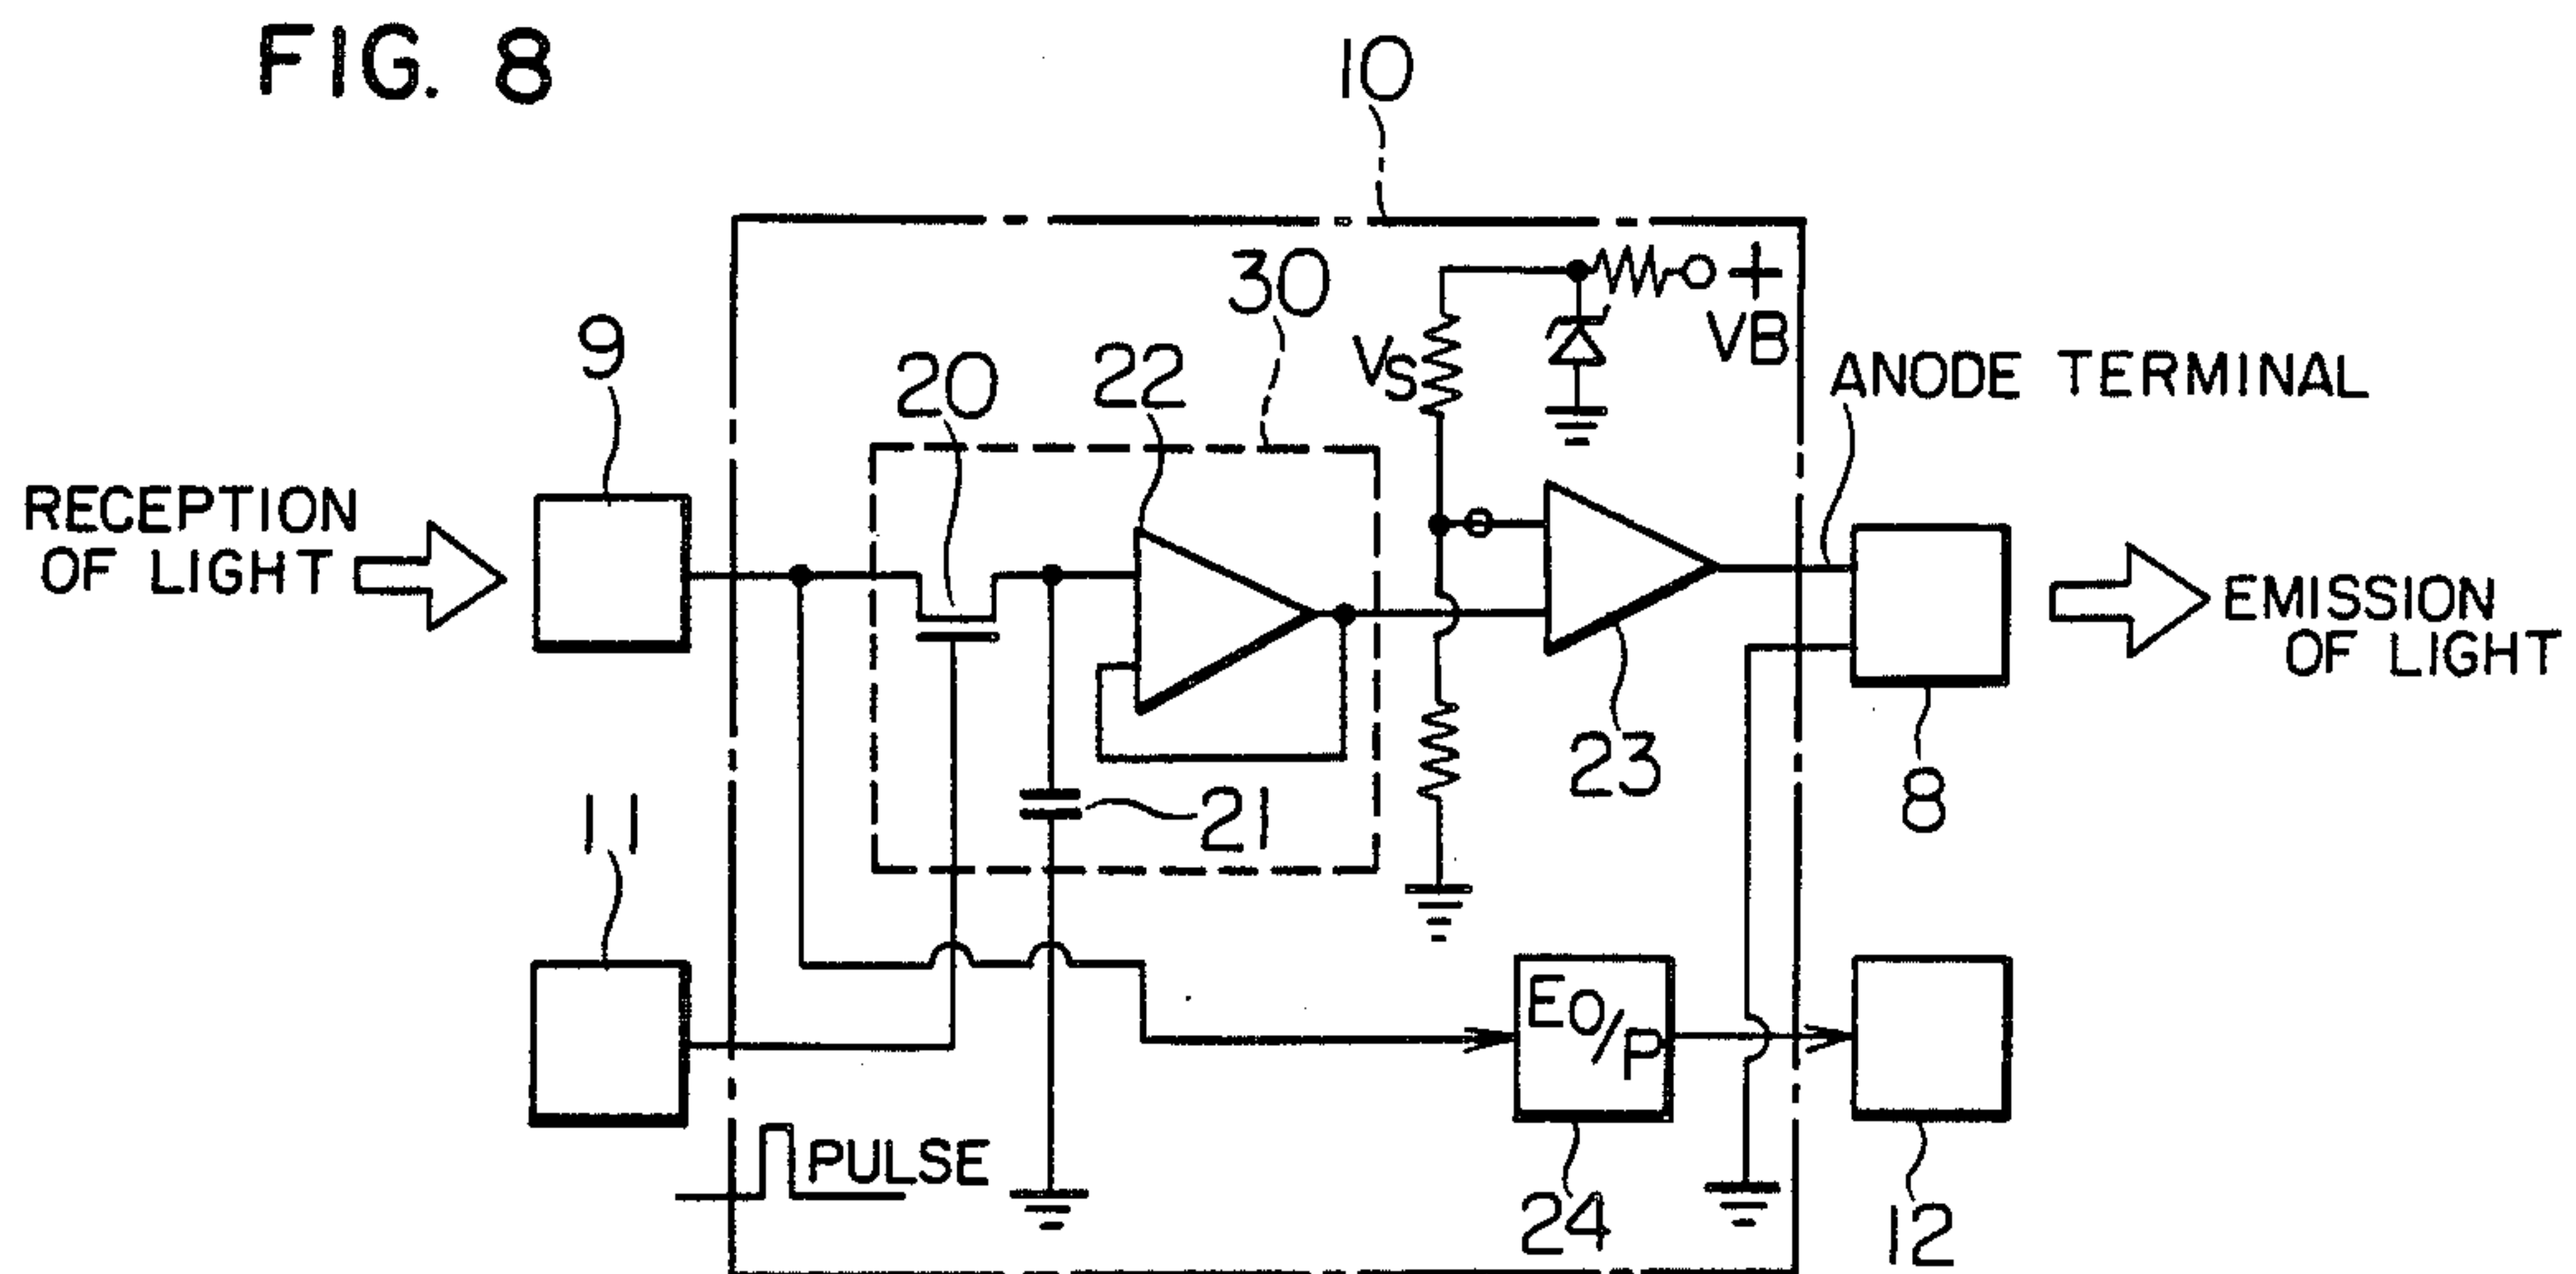 FIG. 8
10
30
+
VB
VS
9
20
22
ANODE TERMINAL
RECEPTION
OF LIGHT
EMISSION
OF LIGHT
23
8
21
11
EO/P
PULSE
24
12